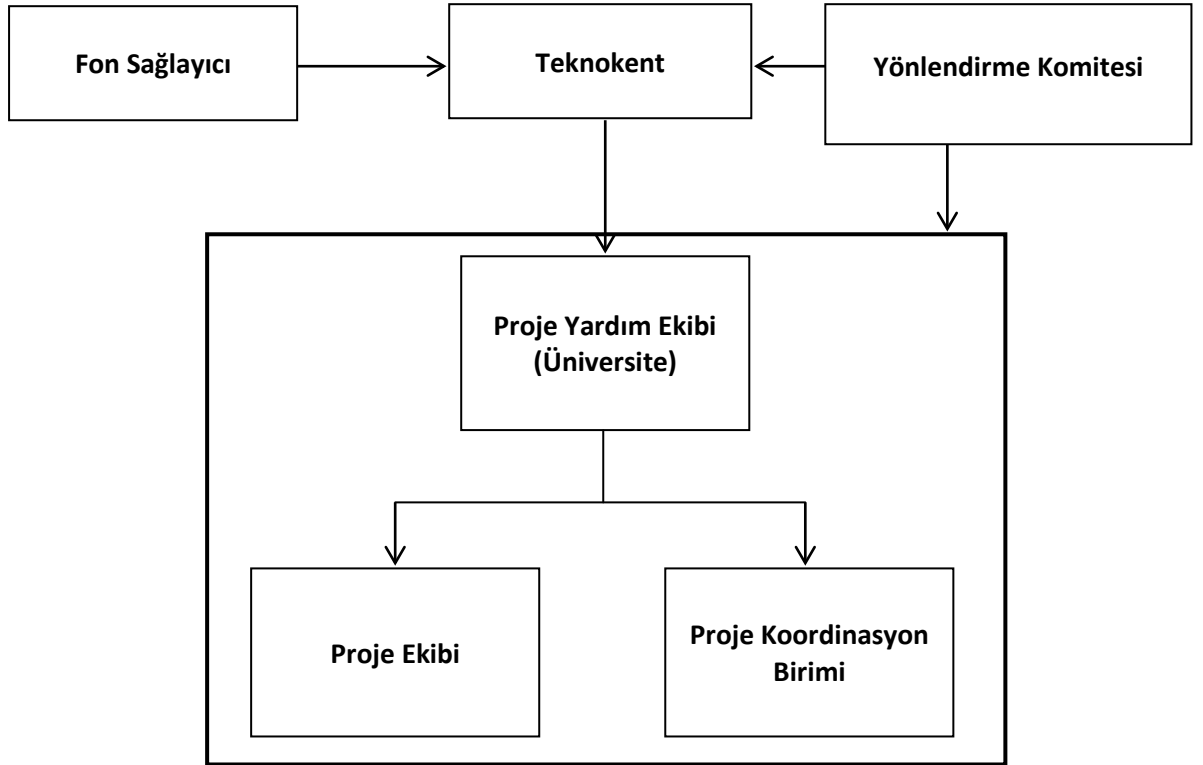 Fon Sağlayıcı
Teknokent
Yönlendirme Komitesi
Proje Yardım Ekibi
(Üniversite)
Proje Ekibi
Proje Koordinasyon
Birimi